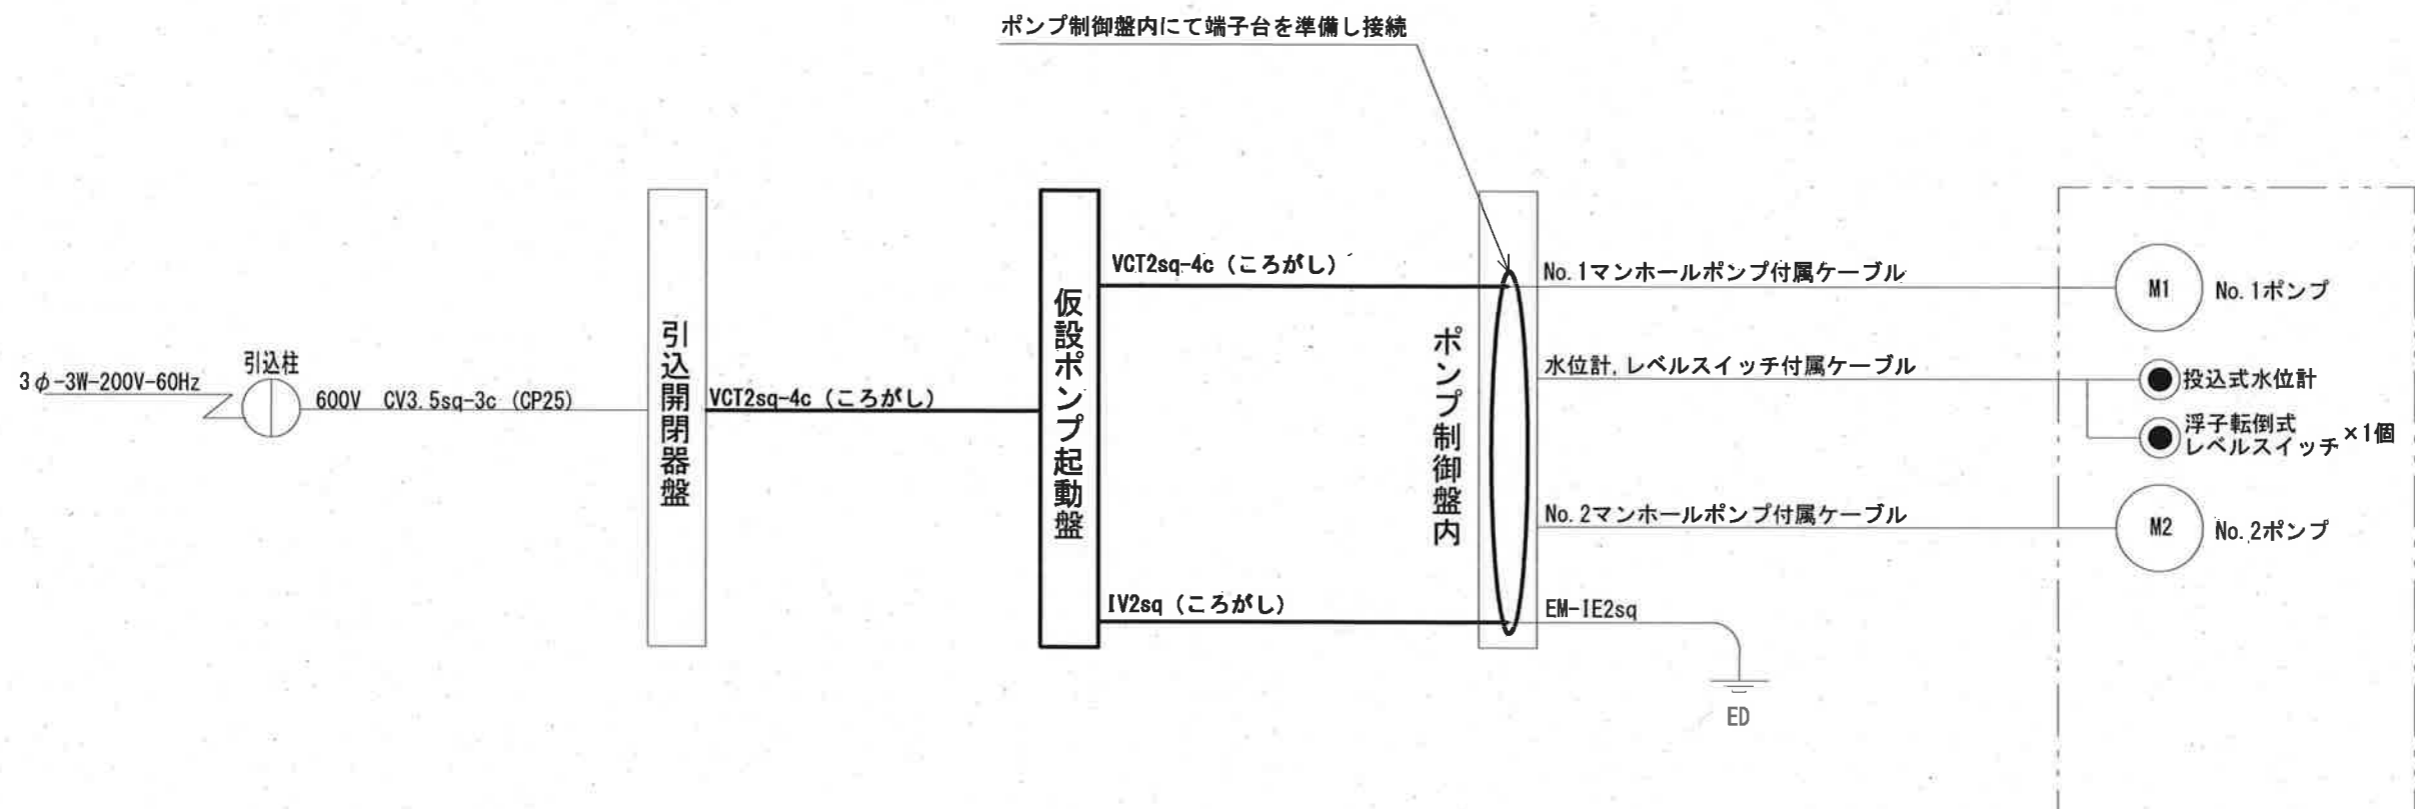 ポンプ制御盤内にて端子台を準備し接続
3φ-3W-200V-60Hz
引込柱
600V CV3.5sq-3c (CP25)
引込開閉器盤
VCT2sq-4c (ころがし)
仮設ポンプ起動盤
VCT2sq-4c (ころがし)
IV2sq (ころがし)
ポンプ制御盤内
No.1マンホールポンプ付属ケーブル
水位計,レベルスイッチ付属ケーブル
No.2マンホールポンプ付属ケーブル
EM-IE2sq
ED
M1
No.1ポンプ
投込式水位計
浮子転倒式
レベルスイッチ ×1個
M2
No.2ポンプ